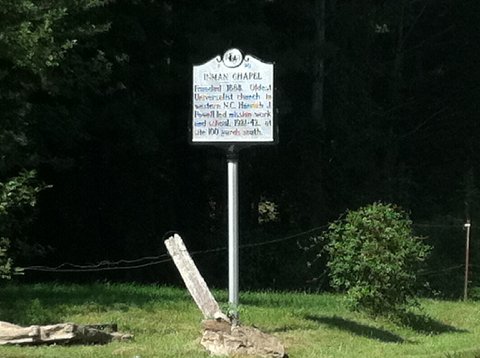 INMAN CHAPEL
Founded 1868. Oldest
Universalist church in
western N.C. Hannah J.
Powell led mission work
and school, 1921-43, at
site 100 yards south.